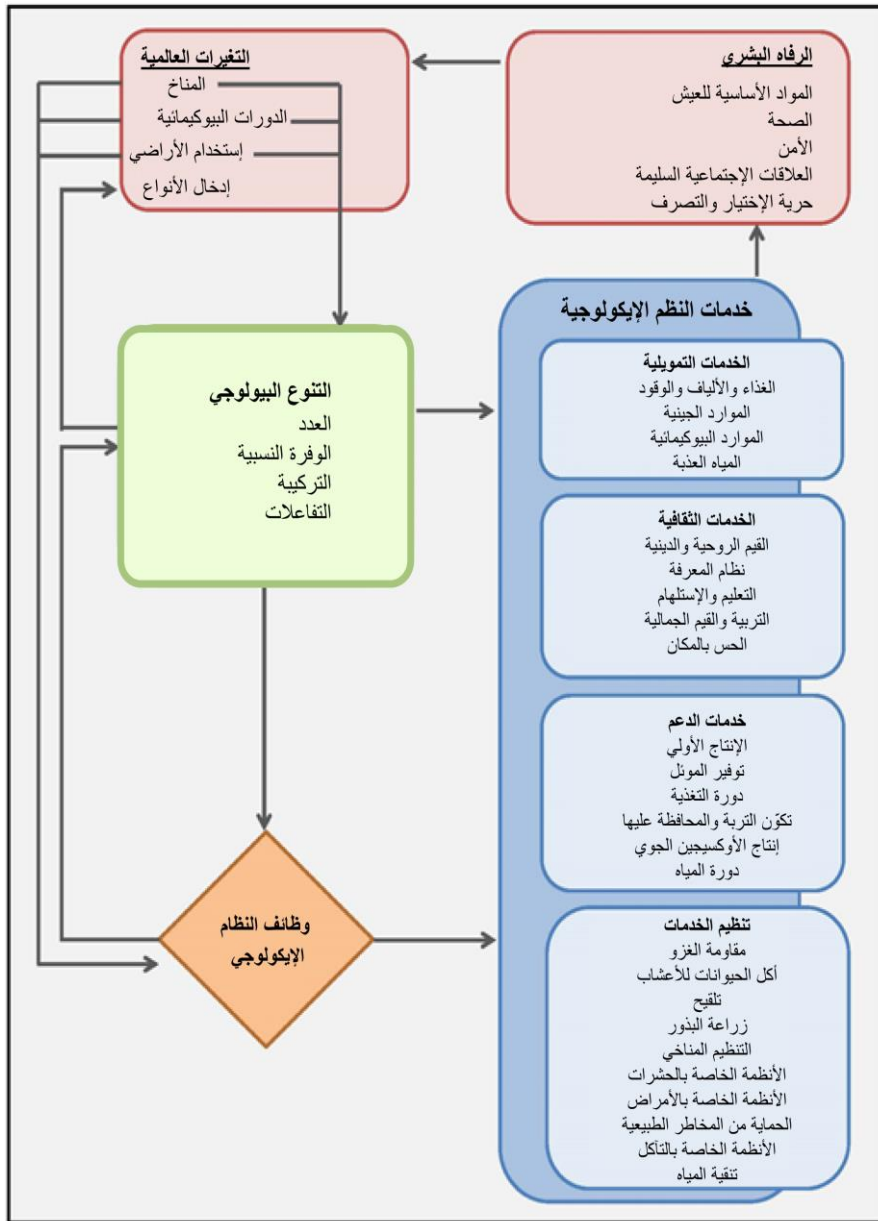 الرفاه البشري
المواد الأساسية للعيش
الصحة
الأمن
العلاقات الإجتماعية السليمة
حرية الإختيار والتصرف
التغيرات العالمية
المناخ
الدورات البيوكيمائية
إستخدام الأراضي
إدخال الأنواع
التنوع البيولوجي
العدد
الوفرة النسبية
التركيبة
التفاعلات
وظائف النظام
الإيكولوجي
خدمات النظم الإيكولوجية
الخدمات التمويلية
الغذاء والألياف والوقود
الموارد الجينية
الموارد البيوكيمائية
المياه العذبة
الخدمات الثقافية
القيم الروحية والدينية
نظام المعرفة
التعليم والإستلهام
التربية والقيم الجمالية
الحس بالمكان
خدمات الدعم
الإنتاج الأولي
توفير الموئل
دورة التغذية
تكوّن التربة والمحافظة عليها
إنتاج الأوكسيجين الجوي
دورة المياه
تنظيم الخدمات
مقاومة الغزو
أكل الحيوانات للأعشاب
تلقيح
زراعة البذور
التنظيم المناخي
الأنظمة الخاصة بالحشرات
الأنظمة الخاصة بالأمراض
الحماية من المخاطر الطبيعية
الأنظمة الخاصة بالتآكل
تنقية المياه